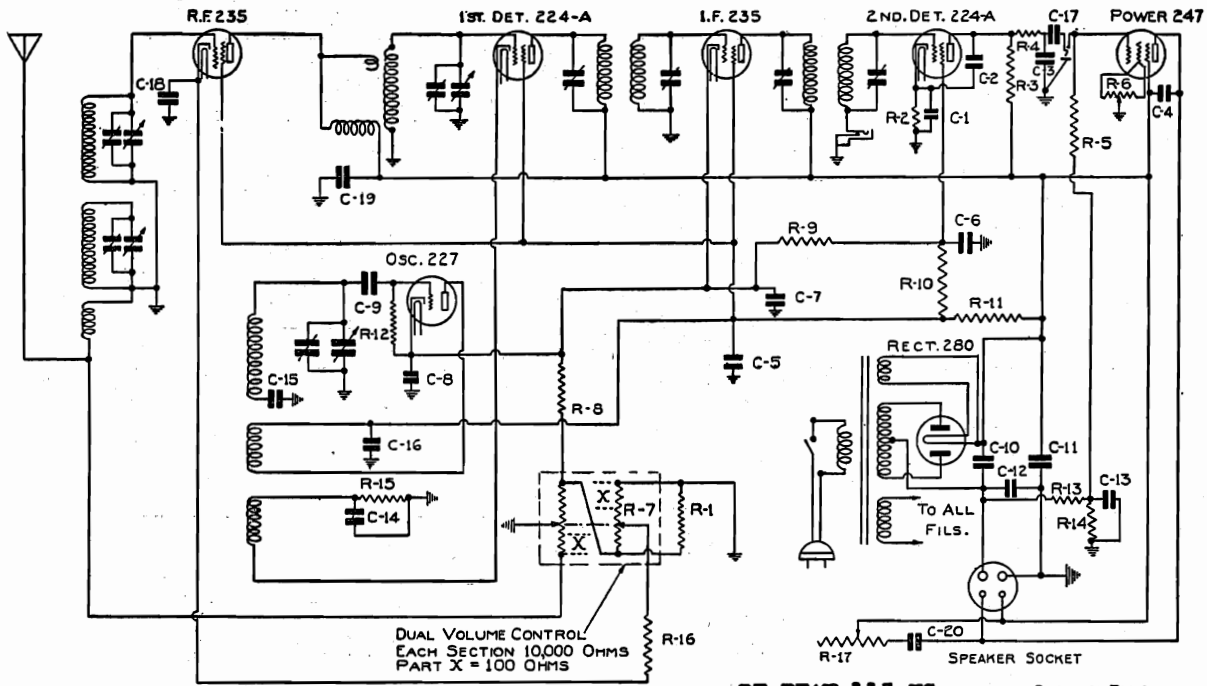 R.F. 235
1ST. DET. 224-A
I.F. 235
2ND. DET. 224-A
C-17
POWER 247
C-18
R-4
C-3
R-3
C-2
R-6
C-4
R-2
C-1
R-5
C-19
R-9
C-6
OSC. 227
C-9
R-10
C-7
R-11
R-12
C-8
C-5
RECT. 280
C-15
R-8
C-16
C-10
C-11
C-12
R-15
X
R-7
R-1
R-13
C-13
C-14
X
TO ALL
FILS.
R-14
DUAL VOLUME CONTROL
EACH SECTION 10,000 OHMS
PART X = 100 OHMS
R-16
C-20
R-17
SPEAKER SOCKET